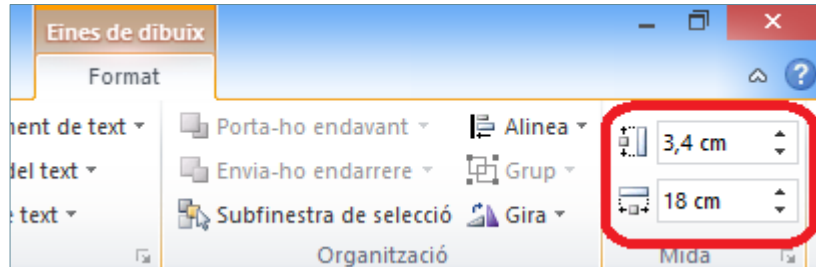 Eines de dibuix
Format
ent de text
Porta-ho endavant
Alinea
3,4 cm
del text
Envia-ho endarrere
Grup
18 cm
text
Subfinestra de selecció
Gira
Organització
Mida